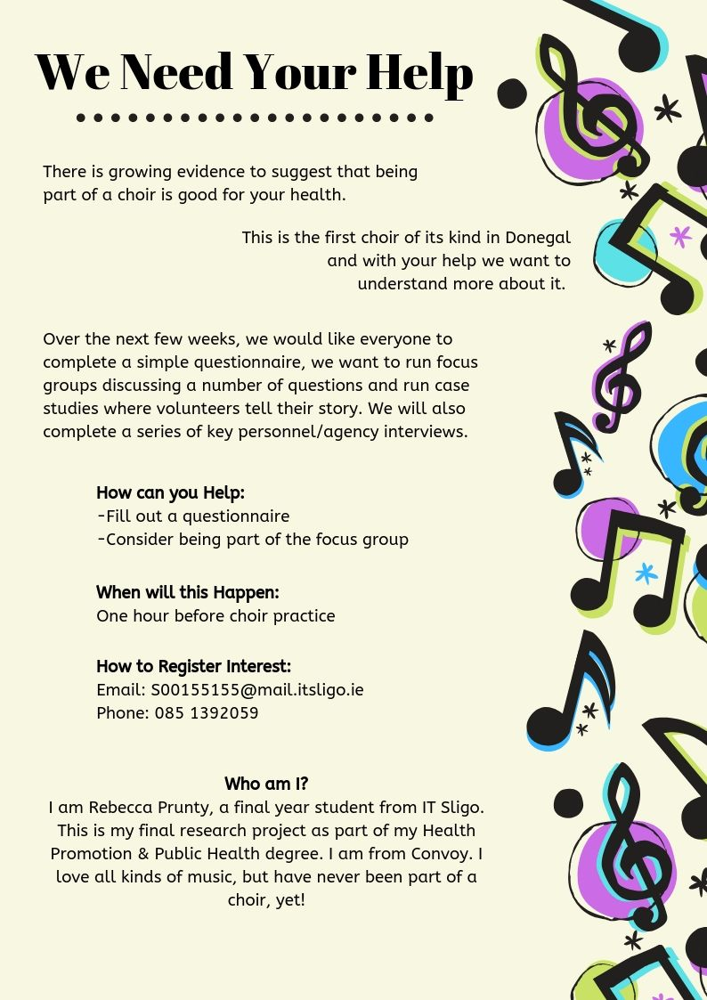 We Need Your Help
There is growing evidence to suggest that being
part of a choir is good for your health.
This is the first choir of its kind in Donegal
and with your help we want to
understand more about it.
Over the next few weeks, we would like everyone to
complete a simple questionnaire, we want to run focus
groups discussing a number of questions and run case
studies where volunteers tell their story. We will also
complete a series of key personnel/agency interviews.
How can you Help:
-Fill out a questionnaire
-Consider being part of the focus group
When will this Happen:
One hour before choir practice
How to Register Interest:
Email: S00155155@mail.itsligo.ie
Phone: 085 1392059
Who am I?
I am Rebecca Prunty, a final year student from IT Sligo.
This is my final research project as part of my Health
Promotion & Public Health degree. I am from Convoy. I
love all kinds of music, but have never been part of a
choir, yet!